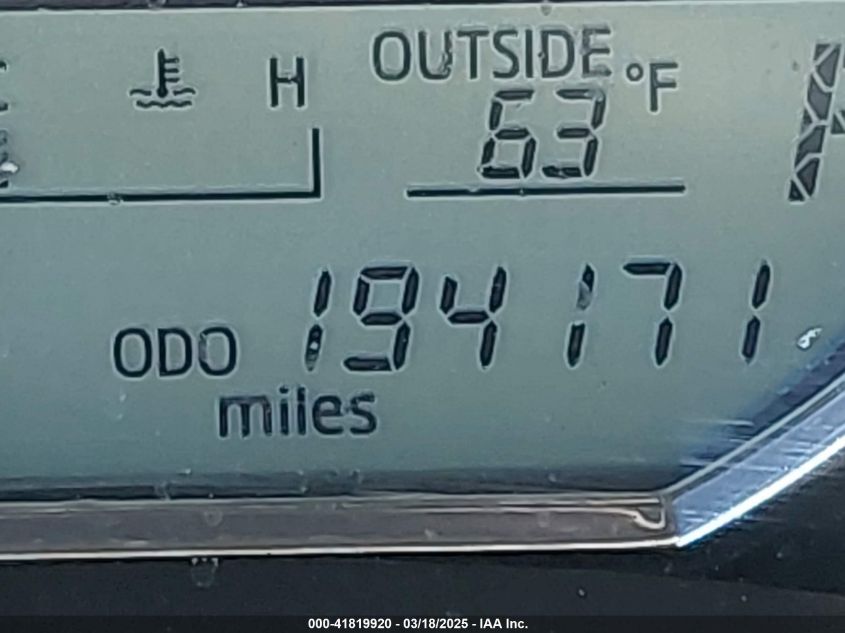 H
OUTSIDE
63 °F
ODO 194171
miles
000-41819920 - 03/18/2025 - IAA Inc.